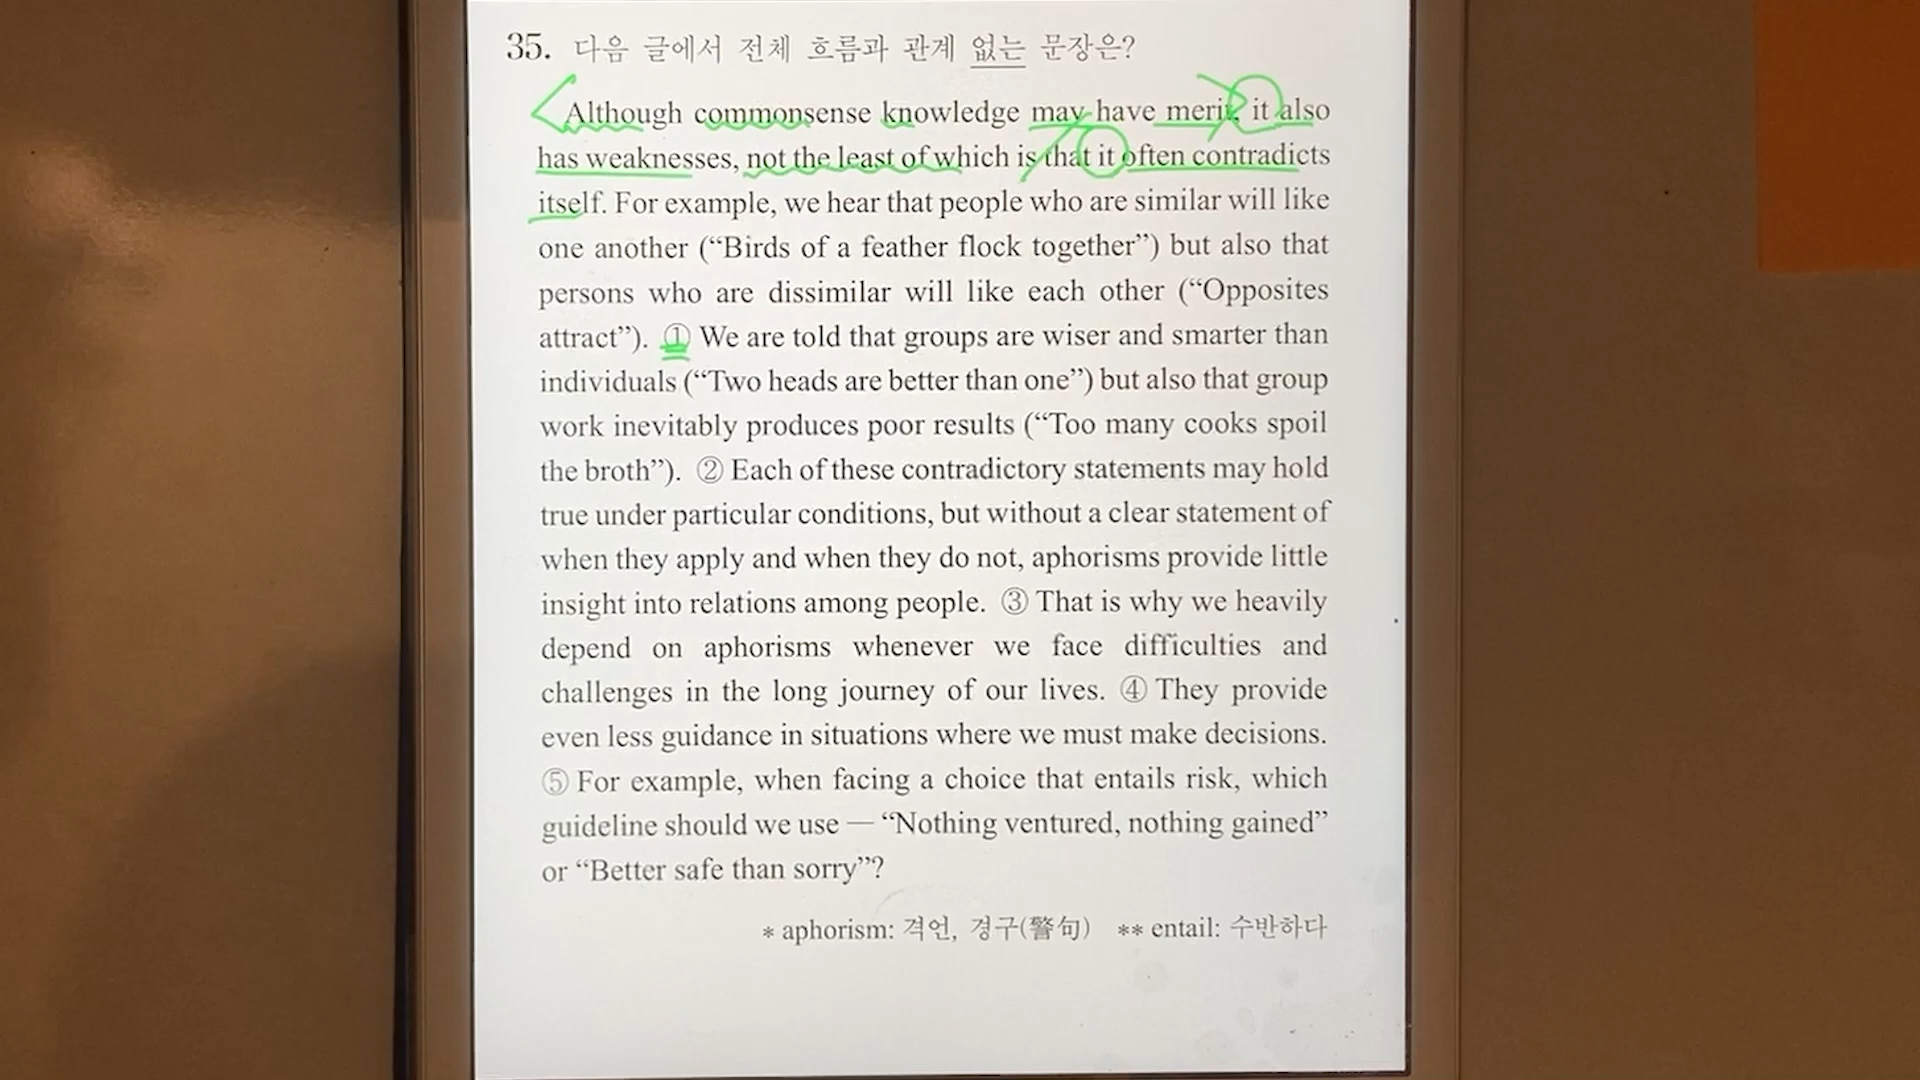 35. 다음 글에서 전체 흐름과 관계 없는 문장은?
Although commonsense knowledge may have merit, it also
has weaknesses, not the least of which is that it often contradicts
itself. For example, we hear that people who are similar will like
one another (“Birds of a feather flock together”) but also that
persons who are dissimilar will like each other (“Opposites
attract”). ① We are told that groups are wiser and smarter than
individuals (“Two heads are better than one”) but also that group
work inevitably produces poor results (“Too many cooks spoil
the broth”). ② Each of these contradictory statements may hold
true under particular conditions, but without a clear statement of
when they apply and when they do not, aphorisms provide little
insight into relations among people. ③ That is why we heavily
depend on aphorisms whenever we face difficulties and
challenges in the long journey of our lives. ④ They provide
even less guidance in situations where we must make decisions.
⑤ For example, when facing a choice that entails risk, which
guideline should we use — “Nothing ventured, nothing gained”
or “Better safe than sorry”?
* aphorism: 격언, 경구(警句) ** entail: 수반하다